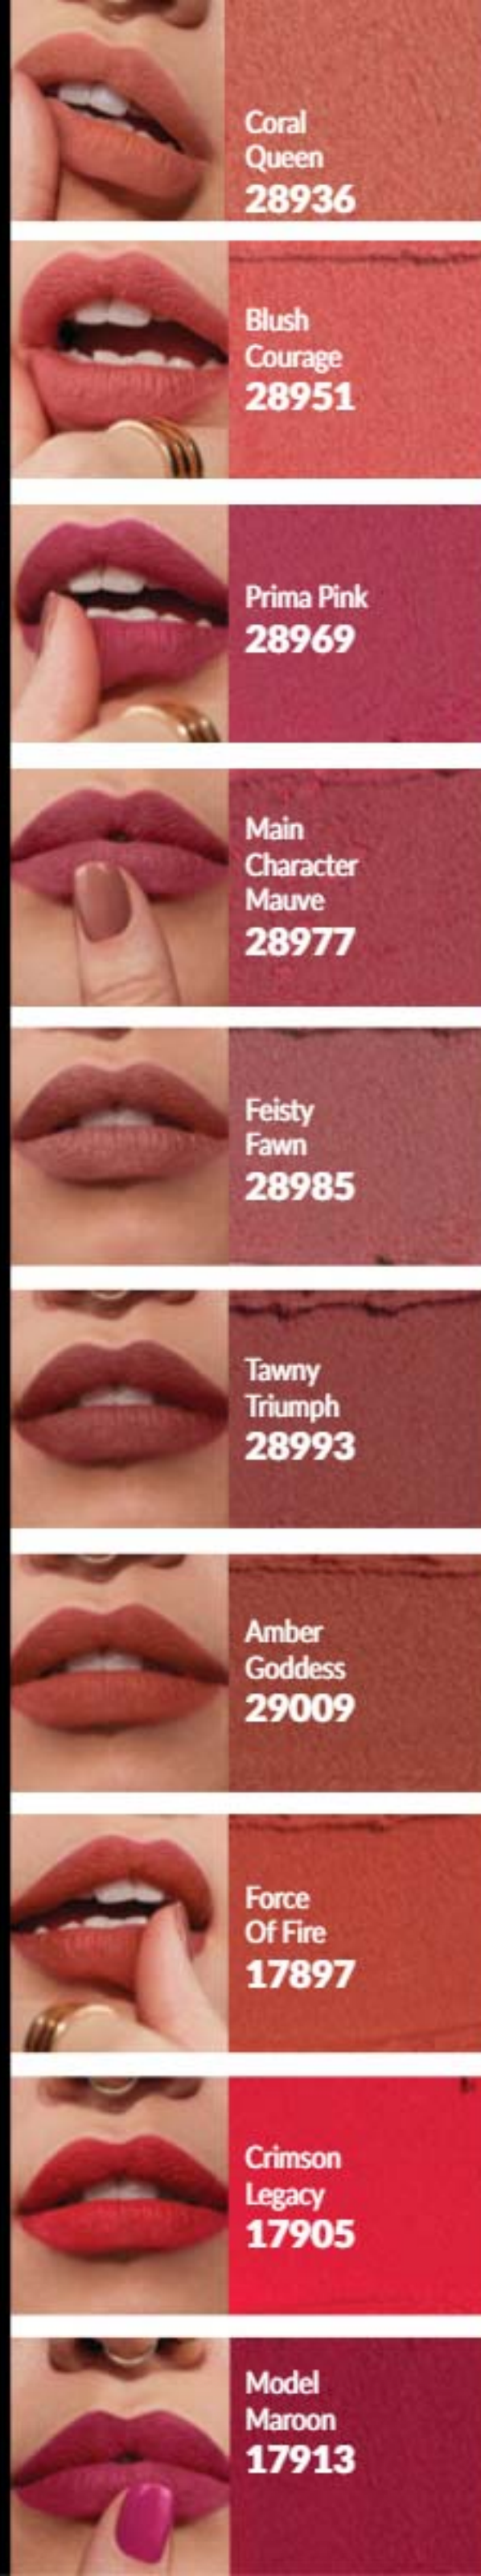 Coral
Queen
28936
Blush
Courage
28951
Prima Pink
28969
Main
Character
Mauve
28977
Feisty
Fawn
28985
Tawny
Triumph
28993
Amber
Goddess
29009
Force
Of Fire
17897
Crimson
Legacy
17905
Model
Maroon
17913